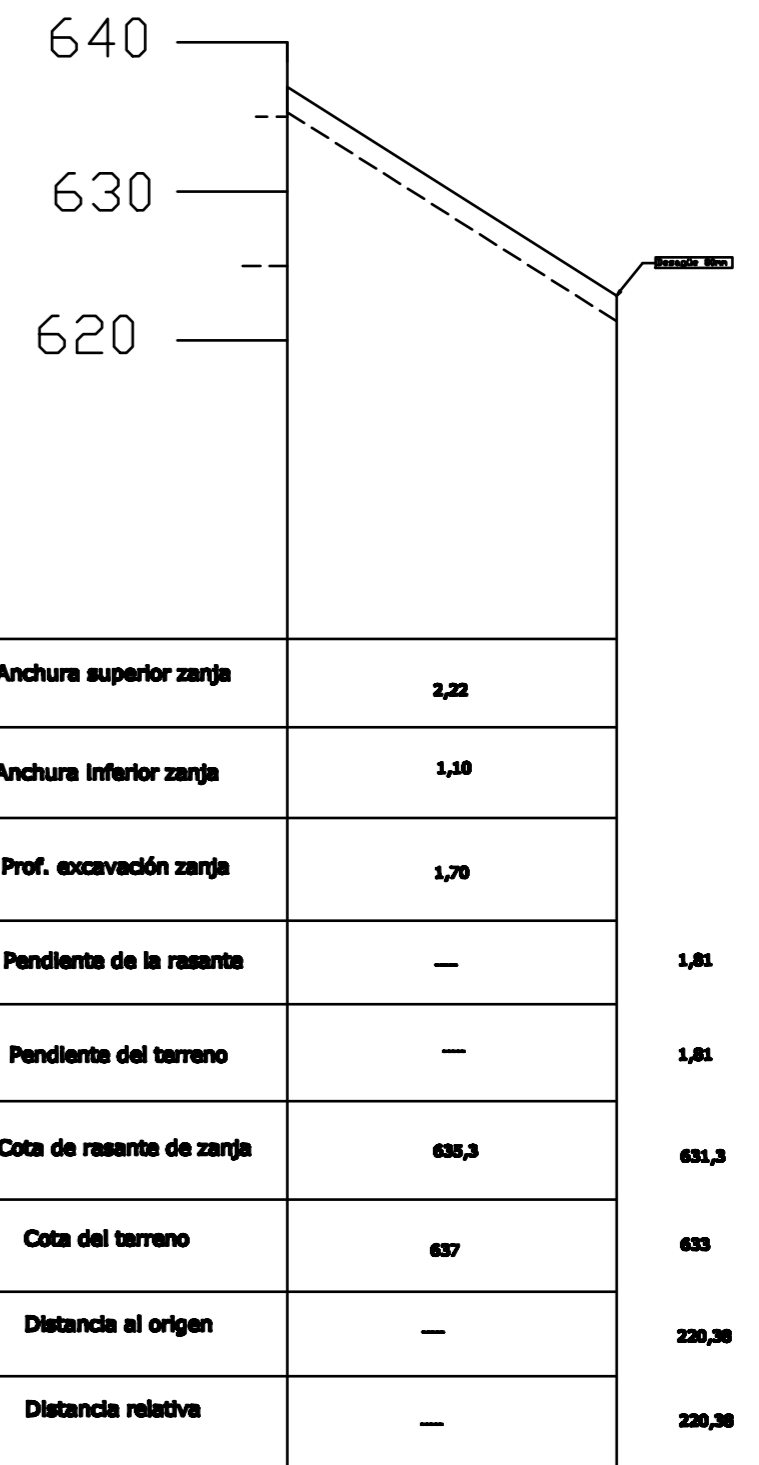 640
630
Desagüe 80mm
620
Anchura superior zanja
2,22
Anchura inferior zanja
1,10
Prof. excavación zanja
1,70
Pendiente de la rasante
---
1,81
Pendiente del terreno
----
1,81
Cota de rasante de zanja
635,3
631,3
Cota del terreno
637
633
Distancia al origen
----
220,38
Distancia relativa
----
220,38